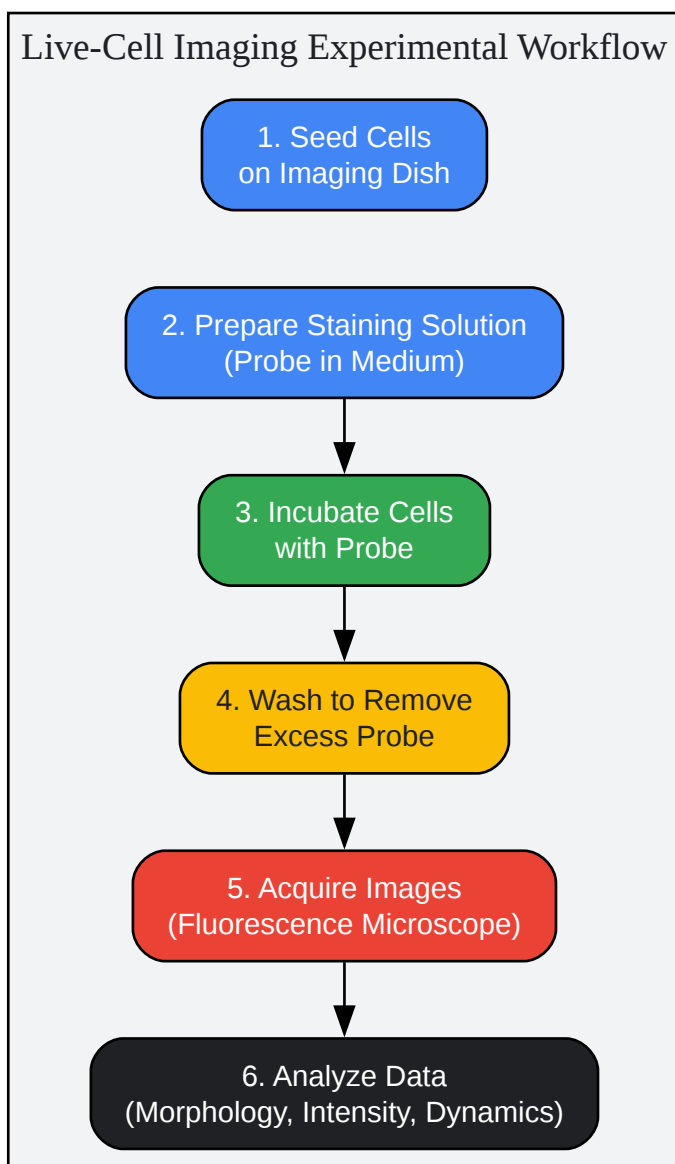 Live-Cell Imaging Experimental Workflow
1. Seed Cells
on Imaging Dish
2. Prepare Staining Solution
(Probe in Medium)
3. Incubate Cells
with Probe
4. Wash to Remove
Excess Probe
5. Acquire Images
(Fluorescence Microscope)
6. Analyze Data
(Morphology, Intensity, Dynamics)